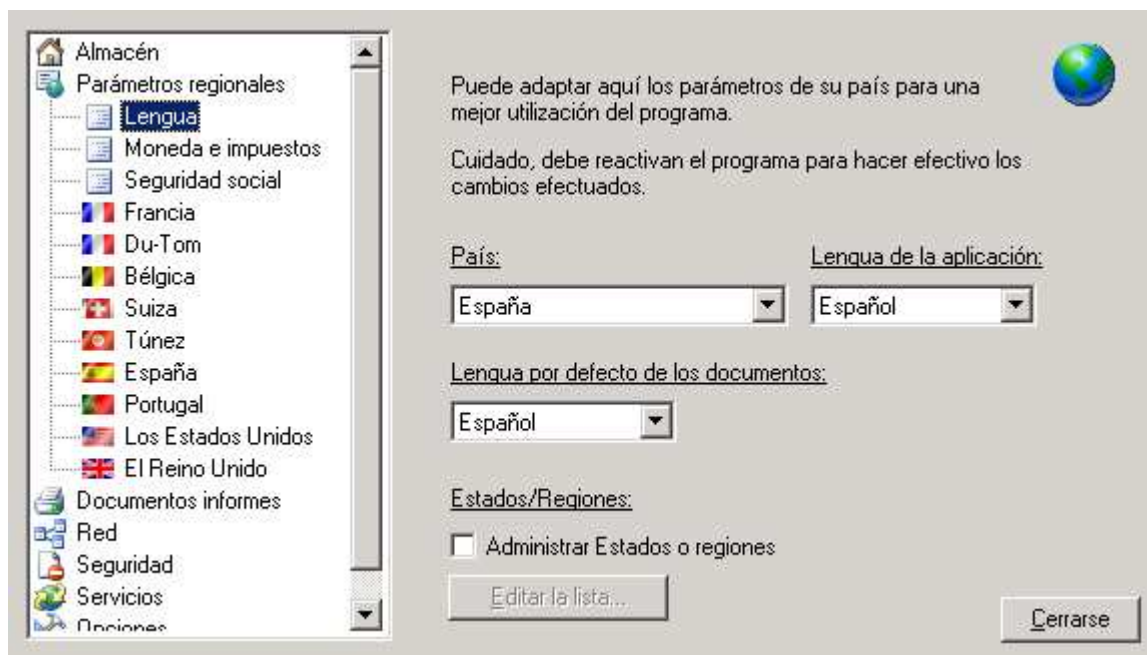 Almacén
Parámetros regionales
Lengua
Moneda e impuestos
Seguridad social
Francia
Du-Tom
Bélgica
Suiza
Túnez
España
Portugal
Los Estados Unidos
El Reino Unido
Documentos informes
Red
Seguridad
Servicios
Opciones
Puede adaptar aquí los parámetros de su país para una
mejor utilización del programa.
Cuidado, debe reactivan el programa para hacer efectivo los
cambios efectuados.
País:
Lengua de la aplicación:
España
Español
Lengua por defecto de los documentos:
Español
Estados/Regiones:
Administrar Estados o regiones
Editar la lista...
Cerrarse